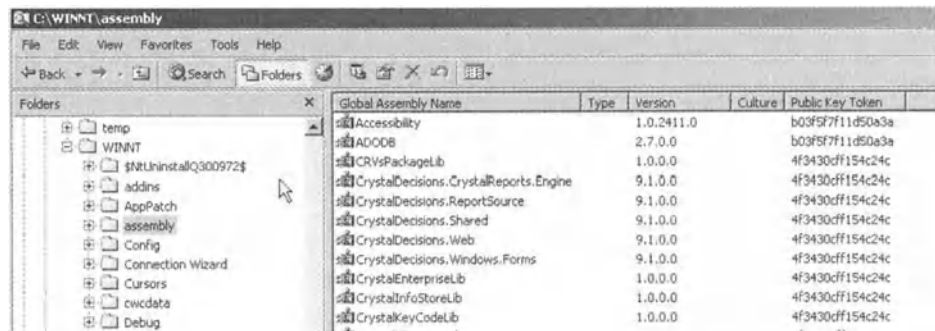 C:\WINNT\assembly
File Edit View Favorites Tools Help
Back Search Folders
Folders
temp
WINNT
$NtUninstallQ300972$
addins
AppPatch
assembly
Config
Connection Wizard
Cursors
cwcdata
Debug
Global Assembly Name Type Version Culture Public Key Token
Accessibility 1.0.2411.0 b03f5f7f11d50a3a
ADODB 2.7.0.0 b03f5f7f11d50a3a
CRVsPackageLib 1.0.0.0 4f3430cff154c24c
CrystalDecisions.CrystalReports.Engine 9.1.0.0 4f3430cff154c24c
CrystalDecisions.ReportSource 9.1.0.0 4f3430cff154c24c
CrystalDecisions.Shared 9.1.0.0 4f3430cff154c24c
CrystalDecisions.Web 9.1.0.0 4f3430cff154c24c
CrystalDecisions.Windows.Forms 9.1.0.0 4f3430cff154c24c
CrystalEnterpriseLib 1.0.0.0 4f3430cff154c24c
CrystalInfoStoreLib 1.0.0.0 4f3430cff154c24c
CrystalKeyCodeLib 1.0.0.0 4f3430cff154c24c